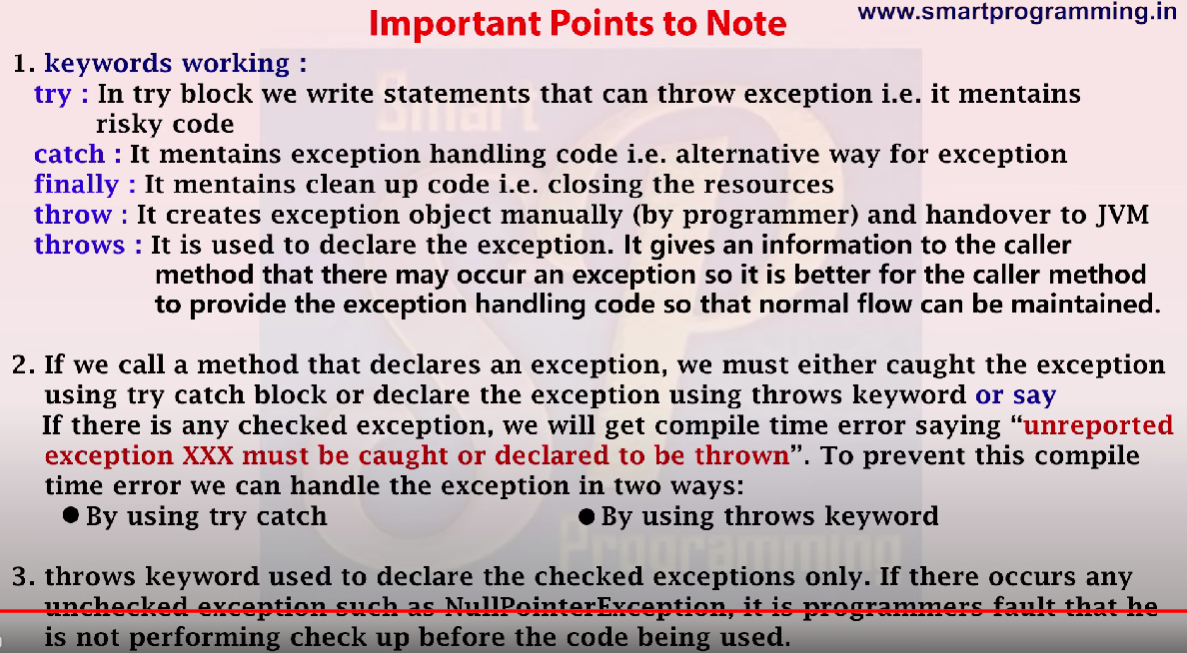 Important Points to Note
www.smartprogramming.in
1. keywords working :
try : In try block we write statements that can throw exception i.e. it mentains
risky code
catch : It mentains exception handling code i.e. alternative way for exception
finally : It mentains clean up code i.e. closing the resources
throw : It creates exception object manually (by programmer) and handover to JVM
throws : It is used to declare the exception. It gives an information to the caller
method that there may occur an exception so it is better for the caller method
to provide the exception handling code so that normal flow can be maintained.
2. If we call a method that declares an exception, we must either caught the exception
using try catch block or declare the exception using throws keyword or say
If there is any checked exception, we will get compile time error saying “unreported
exception XXX must be caught or declared to be thrown”. To prevent this compile
time error we can handle the exception in two ways:
● By using try catch ● By using throws keyword
3. throws keyword used to declare the checked exceptions only. If there occurs any
unchecked exception such as NullPointerException, it is programmers fault that he
is not performing check up before the code being used.
Smart
SP
Programming